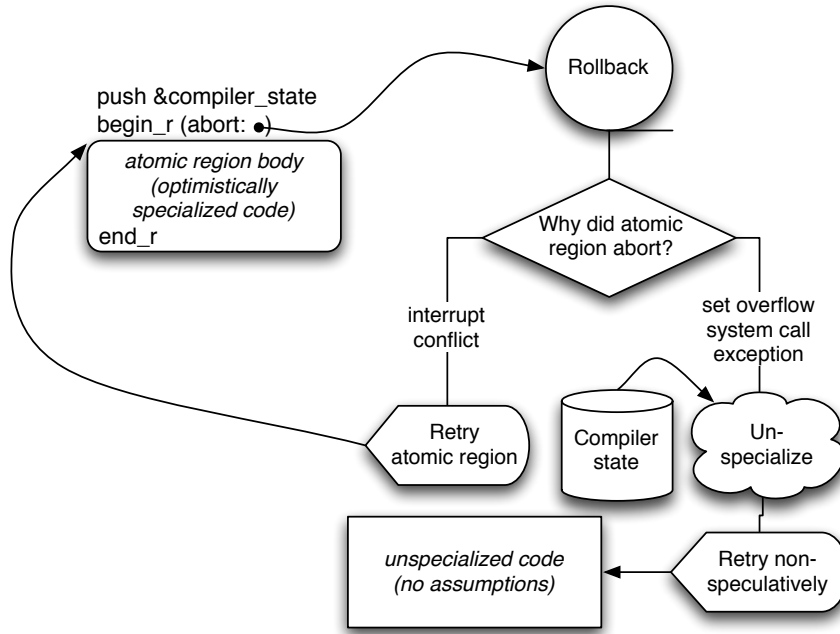 Rollback
push &compiler_state
begin_r (abort: )
atomic region body
(optimistically
specialized code)
end_r
Why did atomic
region abort?
interrupt
conflict
set overflow
system call
exception
Retry
atomic region
Compiler
state
Un-
specialize
unspecialized code
(no assumptions)
Retry non-
speculatively